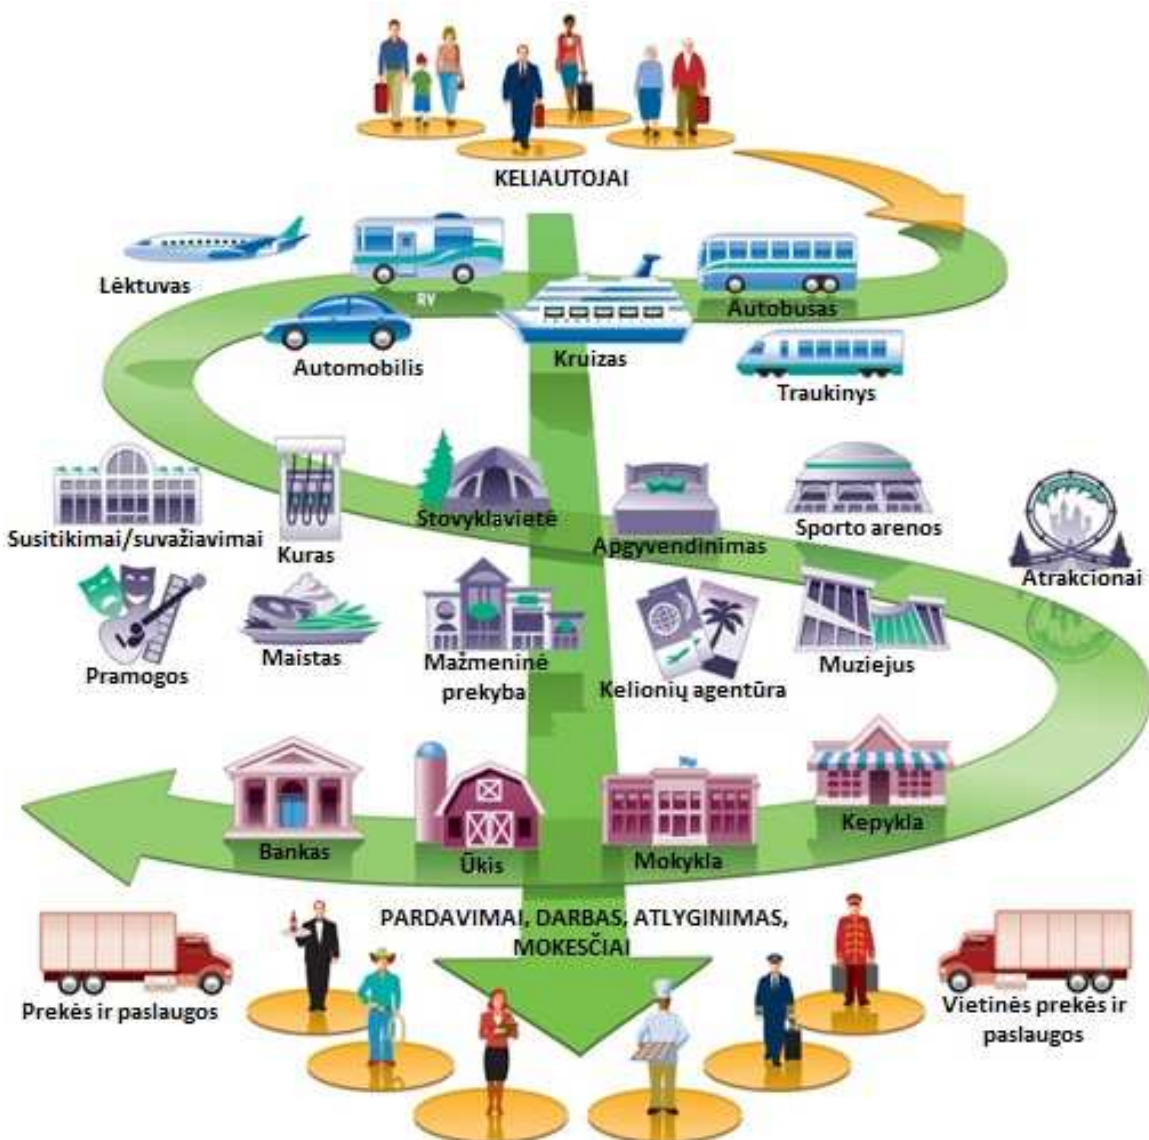 KELIAUTOJAI
Lėktuvas
RV
Autobusas
Automobilis
Kruizas
Traukinys
Susitikimai/suvažiavimai
Kuras
Stovyklavietė
Apgyvendinimas
Sporto arenos
Atrakcionai
Pramogos
Maistas
Mažmeninė
prekyba
Kelionių agentūra
Muziejus
Bankas
Ūkis
Mokykla
Kepykla
PARDAVIMAI, DARBAS, ATLYGINIMAS,
MOKESČIAI
Prekės ir paslaugos
Vietinės prekės ir
paslaugos